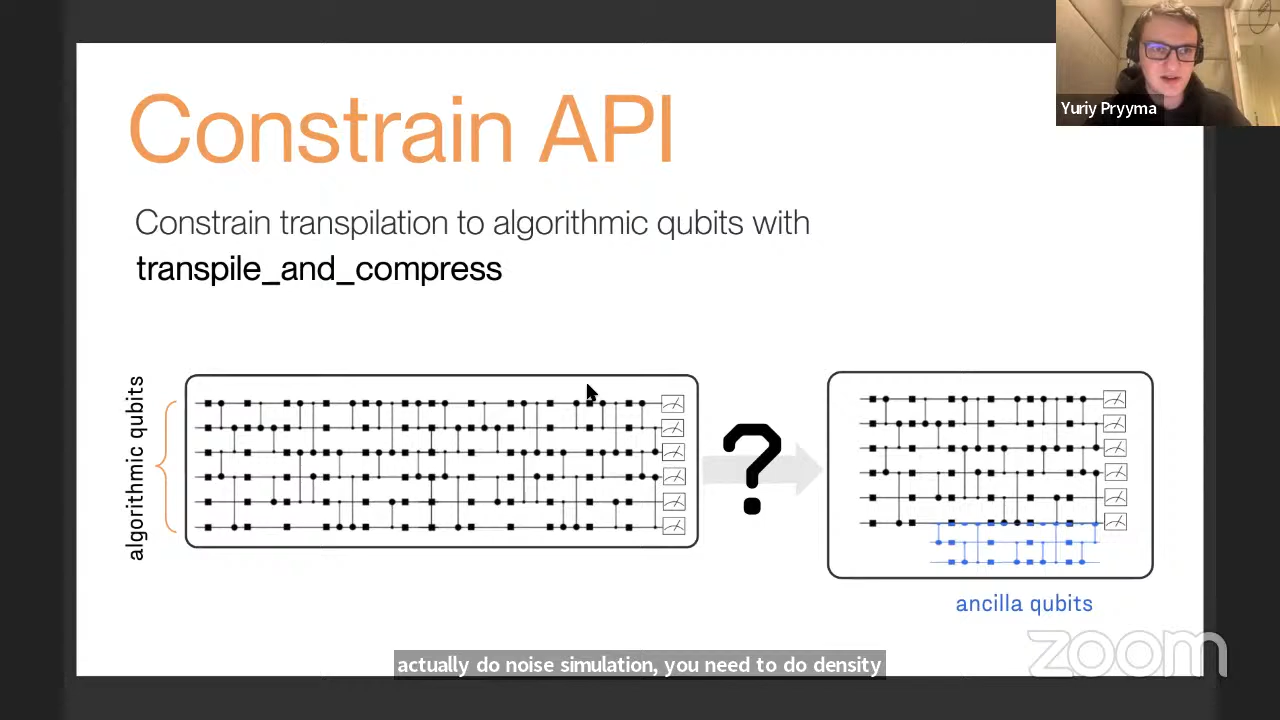 Constrain API
Yuriy Pryyma
Constrain transpilation to algorithmic qubits with
transpile_and_compress
algorithmic qubits
?
ancilla qubits
zoom
actually do noise simulation, you need to do density